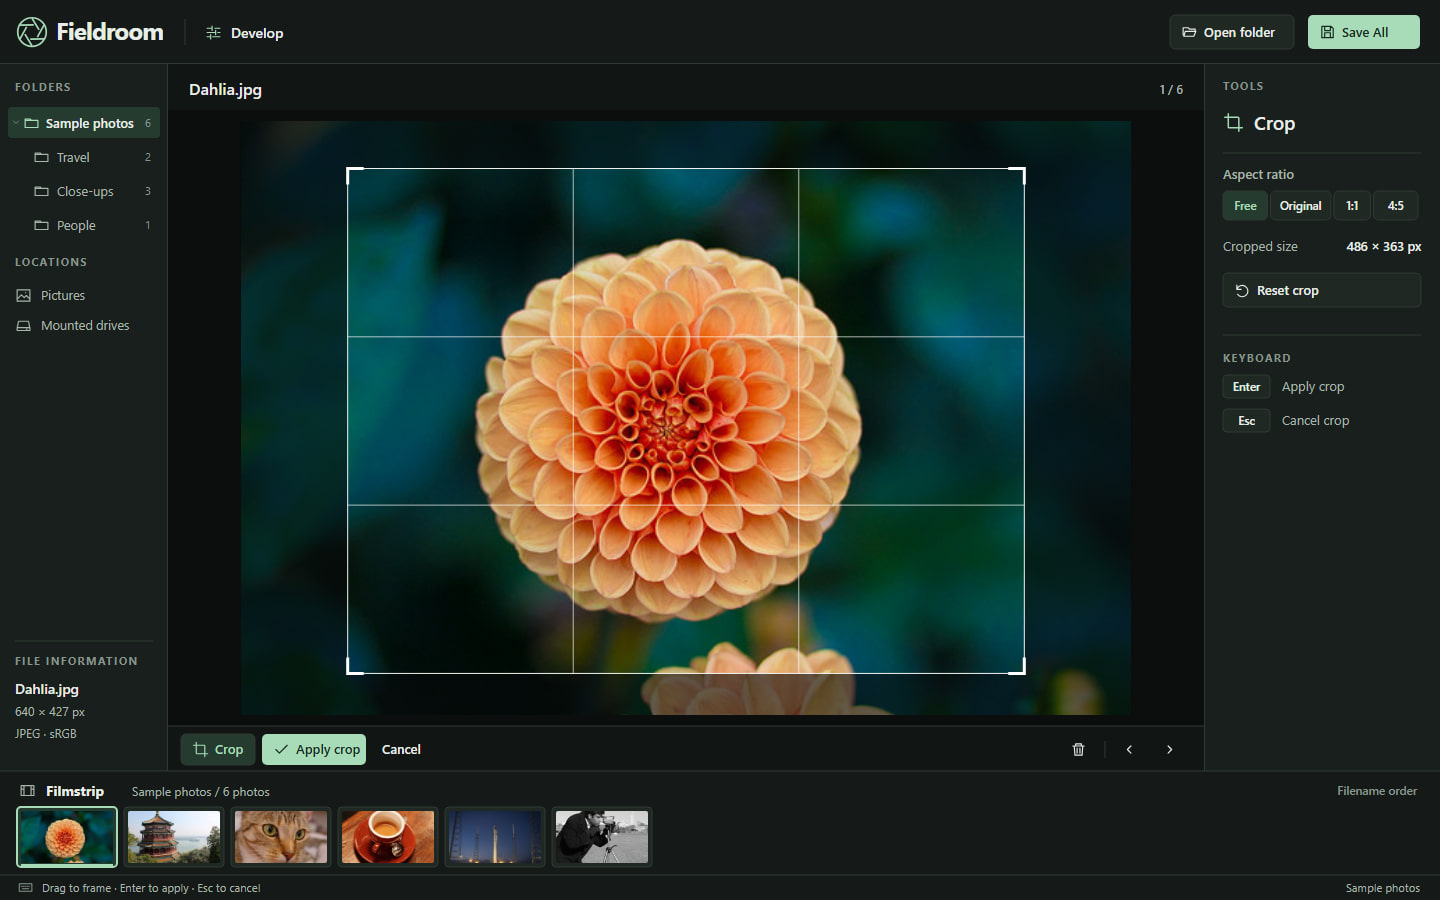 Fieldroom
Develop
Open folder
Save All
FOLDERS
Sample photos 6
Travel 2
Close-ups 3
People 1
LOCATIONS
Pictures
Mounted drives
FILE INFORMATION
Dahlia.jpg
640 × 427 px
JPEG · sRGB
Dahlia.jpg
1 / 6
Crop
Apply crop
Cancel
TOOLS
Crop
Aspect ratio
Free Original 1:1 4:5
Cropped size 486 × 363 px
Reset crop
KEYBOARD
Enter Apply crop
Esc Cancel crop
Filmstrip
Sample photos / 6 photos
Filename order
Drag to frame · Enter to apply · Esc to cancel
Sample photos